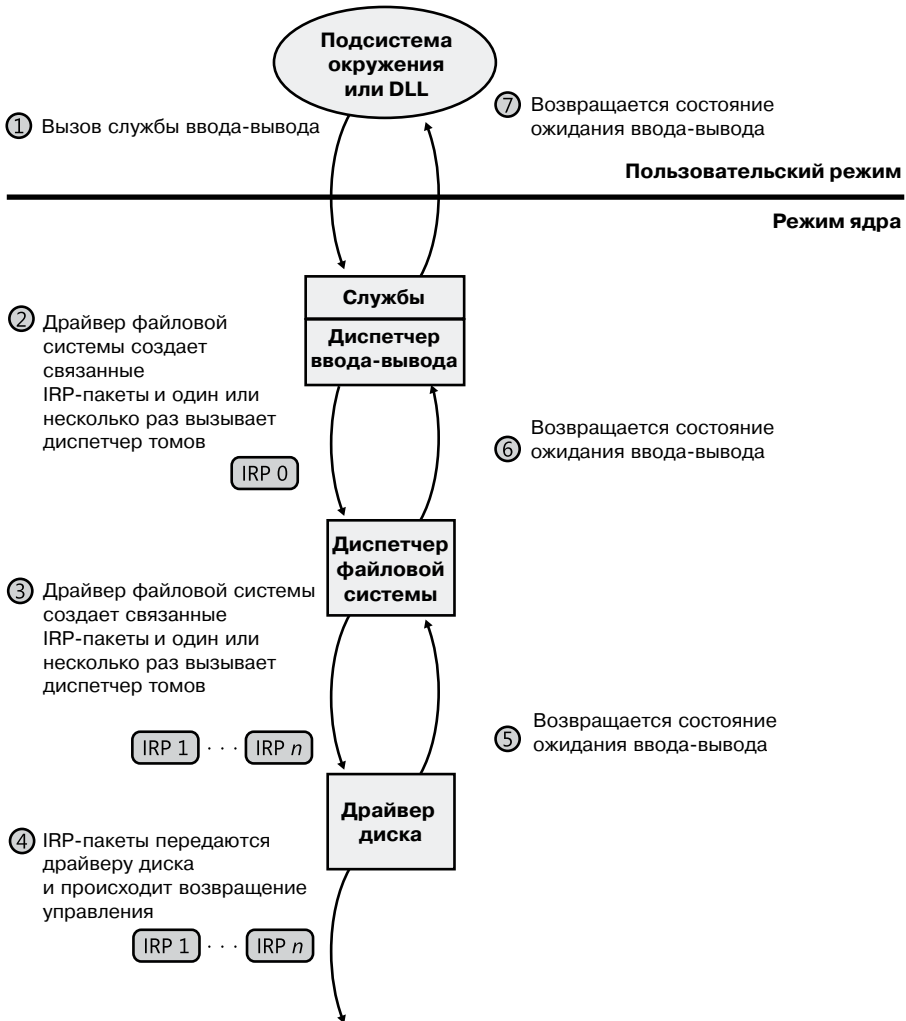 Подсистема
окружения
или DLL
1 Вызов службы ввода-вывода
7 Возвращается состояние
ожидания ввода-вывода
Пользовательский режим
Режим ядра
Службы
Диспетчер
ввода-вывода
2 Драйвер файловой
системы создает
связанные
IRP-пакеты и один или
несколько раз вызывает
диспетчер томов
IRP 0
6 Возвращается состояние
ожидания ввода-вывода
Диспетчер
файловой
системы
3 Драйвер файловой системы
создает связанные
IRP-пакеты и один или
несколько раз вызывает
диспетчер томов
IRP 1 · · · IRP n
5 Возвращается состояние
ожидания ввода-вывода
Драйвер
диска
4 IRP-пакеты передаются
драйверу диска
и происходит возвращение
управления
IRP 1 · · · IRP n